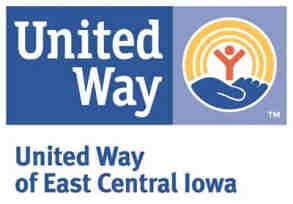 United
Way
TM
United Way
of East Central Iowa